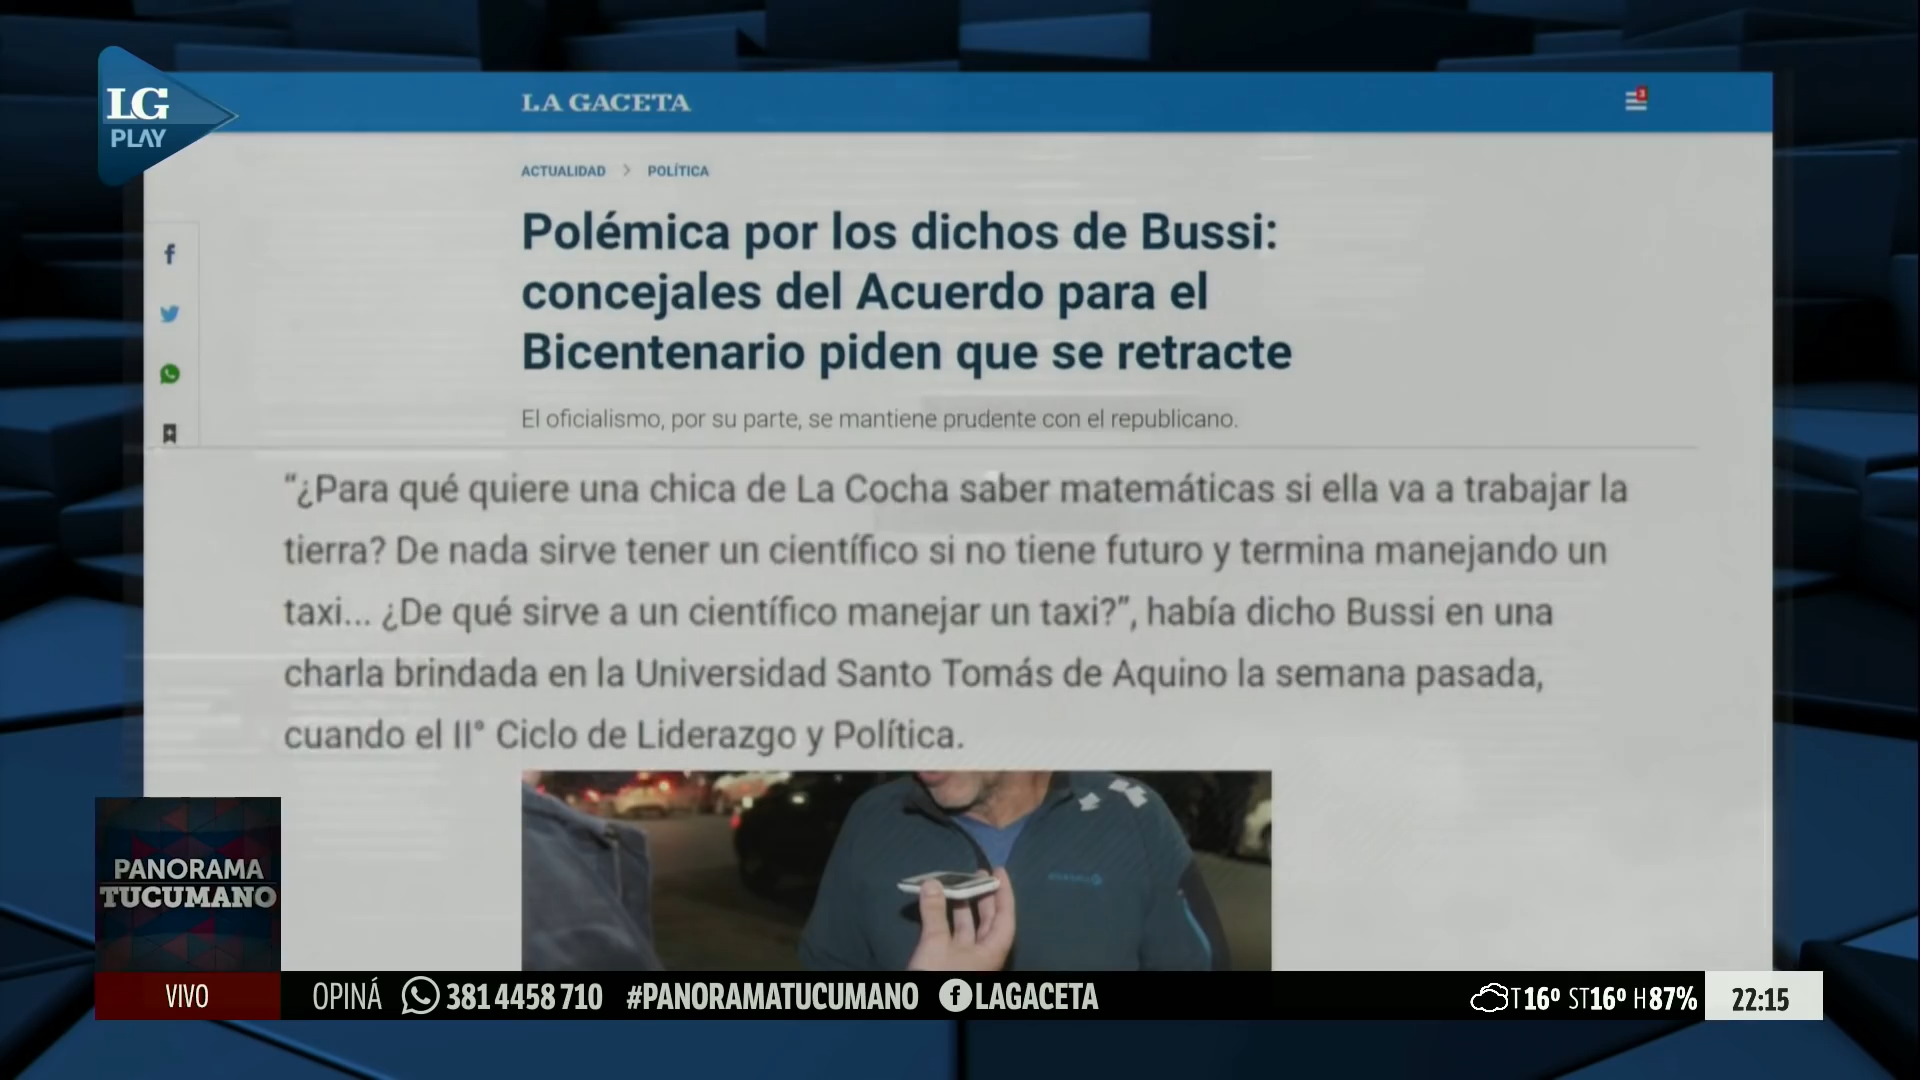 LG
PLAY
LA GACETA
3
ACTUALIDAD > POLÍTICA
Polémica por los dichos de Bussi:
concejales del Acuerdo para el
Bicentenario piden que se retracte
El oficialismo, por su parte, se mantiene prudente con el republicano.
“¿Para qué quiere una chica de La Cocha saber matemáticas si ella va a trabajar la
tierra? De nada sirve tener un científico si no tiene futuro y termina manejando un
taxi... ¿De qué sirve a un científico manejar un taxi?”, había dicho Bussi en una
charla brindada en la Universidad Santo Tomás de Aquino la semana pasada,
cuando el II° Ciclo de Liderazgo y Política.
PANORAMA
TUCUMANO
VIVO
OPINÁ 381 4458 710 #PANORAMATUCUMANO LAGACETA
T 16º ST 16º H 87%
22:15